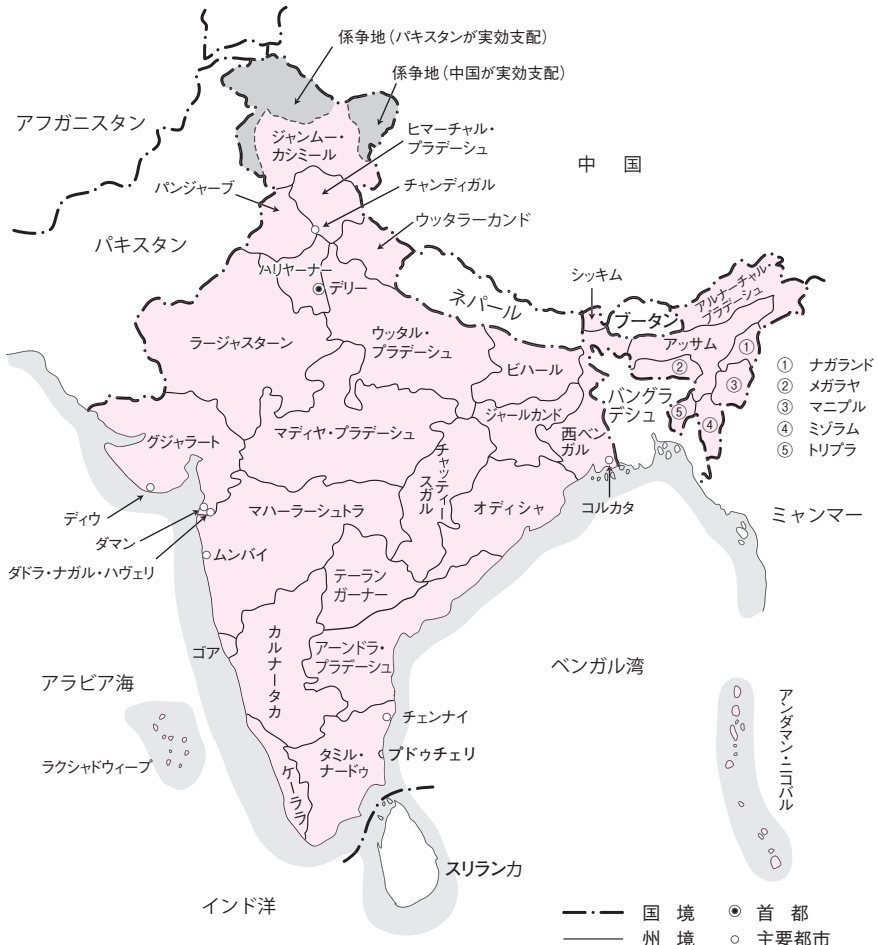 係争地（パキスタンが実効支配）
係争地（中国が実効支配）
アフガニスタン
ジャンムー・
カシミール
ヒマーチャル・
プラデーシュ
中　国
パンジャーブ
チャンディガル
ウッタラーカンド
パキスタン
ハリヤーナー
デリー
ネパール
シッキム
ブータン
アルナーチャル・
プラデーシュ
ラージャスターン
ウッタル・
プラデーシュ
アッサム
①
②
③
④
⑤
① ナガランド
② メガラヤ
③ マニプル
④ ミゾラム
⑤ トリプラ
ビハール
バングラ
デシュ
ジャールカンド
グジャラート
マディヤ・プラデーシュ
チャッティー
スガル
西ベン
ガル
ディウ
マハーラーシュトラ
オディシャ
コルカタ
ミャンマー
ダマン
ダドラ・ナガル・ハヴェリ
ムンバイ
テーラン
ガーナー
ゴア
カルナータカ
アーンドラ・
プラデーシュ
ベンガル湾
アラビア海
チェンナイ
ラクシャドウィープ
タミル・
ナードゥ
プドゥチェリ
ケーララ
アンダマン・ニコバル
スリランカ
インド洋
国　境
首　都
州　境
主要都市